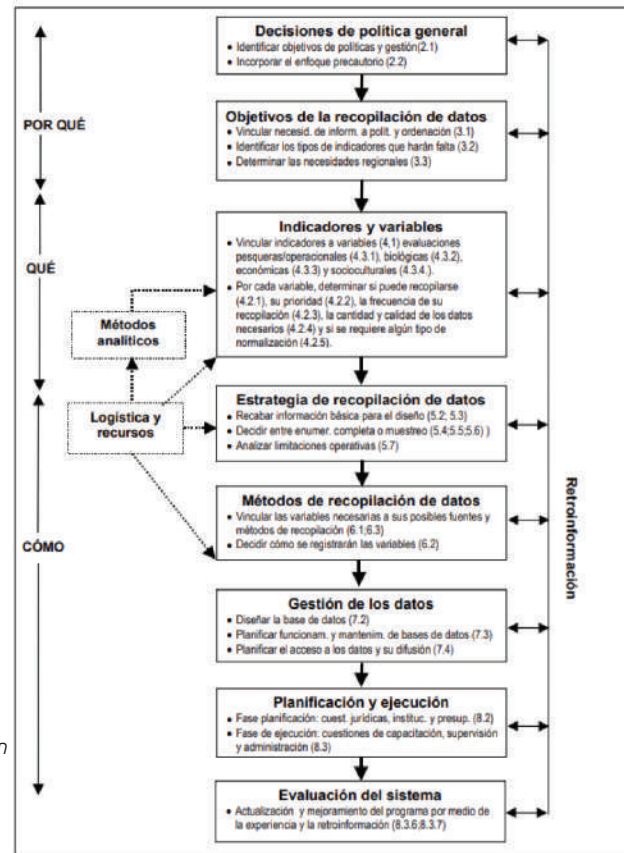 Decisiones de política general
• Identificar objetivos de políticas y gestión(2.1)
• Incorporar el enfoque precautorio (2.2)
POR QUÉ
Objetivos de la recopilación de datos
• Vincular necesid. de inform. a polit. y ordenación (3.1)
• Identificar los tipos de indicadores que harán falta (3.2)
• Determinar las necesidades regionales (3.3)
QUÉ
Indicadores y variables
• Vincular indicadores a variables (4,1) evaluaciones
pesqueras/operacionales (4.3.1), biológicas (4.3.2),
económicas (4.3.3) y socioculturales (4.3.4.).
• Por cada variable, determinar si puede recopilarse
(4.2.1), su prioridad (4.2.2), la frecuencia de su
recopilación (4.2.3), la cantidad y calidad de los datos
necesarios (4.2.4) y si se requiere algún tipo de
normalización (4.2.5).
Métodos
analíticos
Logística y
recursos
Estrategia de recopilación de datos
• Recabar información básica para el diseño (5.2; 5.3)
• Decidir entre enumer. completa o muestreo (5.4;5.5;5.6) )
• Analizar limitaciones operativas (5.7)
CÓMO
Métodos de recopilación de datos
• Vincular las variables necesarias a sus posibles fuentes y
métodos de recopilación (6.1;6.3)
• Decidir cómo se registrarán las variables (6.2)
Gestión de los datos
• Diseñar la base de datos (7.2)
• Planificar funcionam. y mantenim. de bases de datos (7.3)
• Planificar el acceso a los datos y su difusión (7.4)
Planificación y ejecución
• Fase planificación: cuest. jurídicas, instituc. y presup. (8.2)
• Fase de ejecución: cuestiones de capacitación, supervisión
y administración (8.3)
Evaluación del sistema
• Actualización y mejoramiento del programa por medio de
la experiencia y la retroinformación (8.3.6;8.3.7)
Retroinformación
n